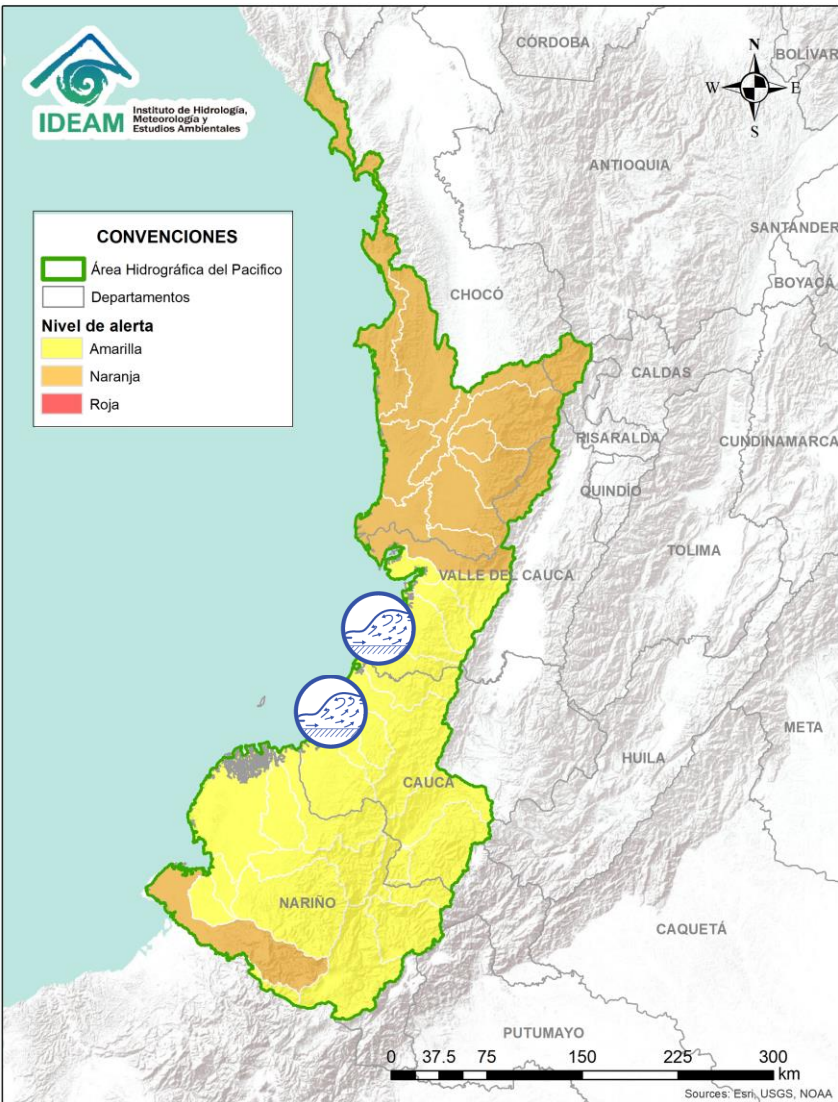 IDEAM
Instituto de Hidrología,
Meteorología y
Estudios Ambientales
N
W E
S
CÓRDOBA
BOLÍVAR
ANTIOQUIA
SANTANDER
BOYACÁ
CHOCÓ
CALDAS
RISARALDA
CUNDINAMARCA
QUINDÍO
TOLIMA
VALLE DEL CAUCA
META
HUILA
CAUCA
NARIÑO
CAQUETÁ
PUTUMAYO
CONVENCIONES
Área Hidrográfica del Pacifico
Departamentos
Nivel de alerta
Amarilla
Naranja
Roja
0 37.5 75 150 225 300
km
Sources: Esri, USGS, NOAA